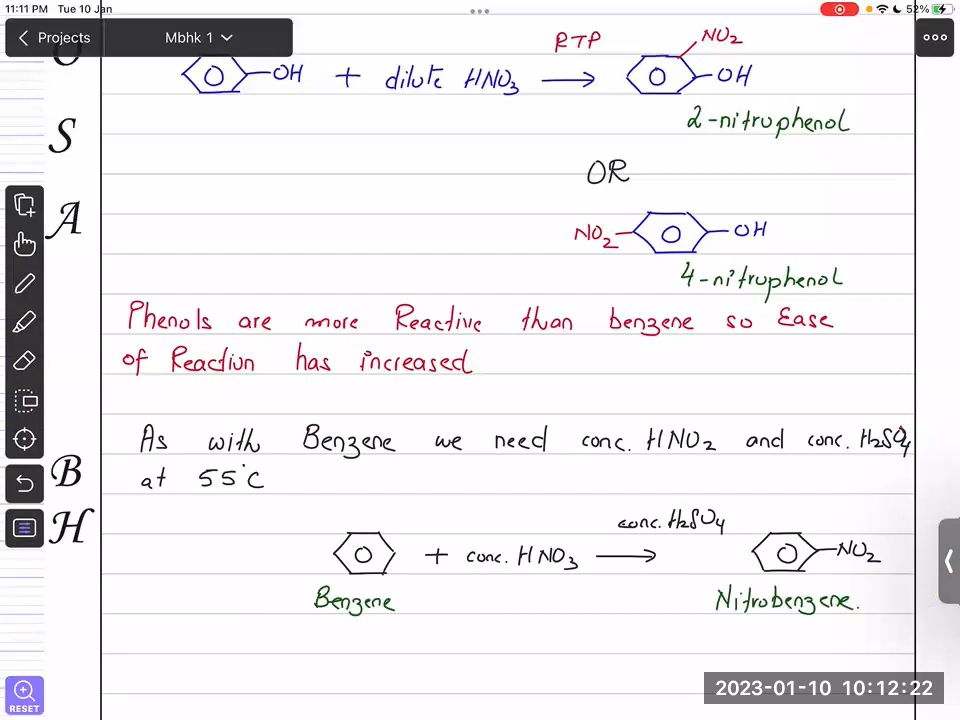 11:11 PM Tue 10 Jan
52%
Projects
Mbhk 1
O
S
A
B
H
RTP
NO2
OH + dilute HNO3 → OH
2-nitrophenol
OR
NO2 OH
4-nitrophenol
Phenols are more Reactive than benzene so Ease
of Reaction has increased
As with Benzene we need conc. HNO2 and conc. H2SO4
at 55°C
conc. H2SO4
+ conc. HNO3 → NO2
Benzene Nitrobenzene.
RESET
2023-01-10 10:12:22